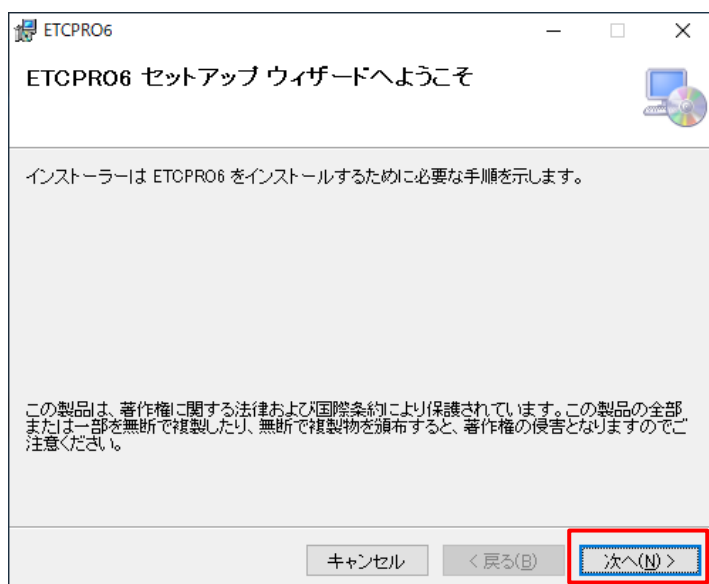 ETCPRO6
ETCPRO6 セットアップ ウィザードへようこそ
インストーラーは ETCPRO6 をインストールするために必要な手順を示します。
この製品は、著作権に関する法律および国際条約により保護されています。この製品の全部
または一部を無断で複製したり、無断で複製物を頒布すると、著作権の侵害となりますのでご
注意ください。
キャンセル < 戻る(B) 次へ(N) >